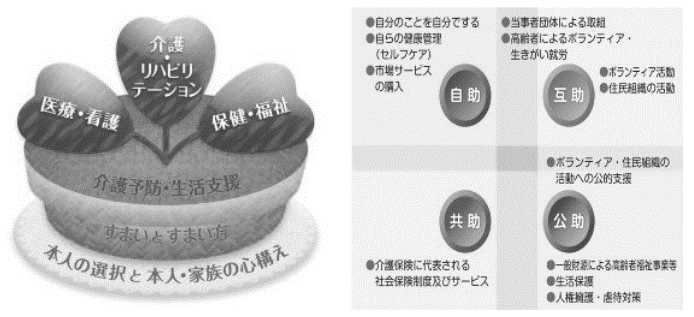 介護
・
リハビリ
テーション
医療・看護
保健・福祉
介護予防・生活支援
すまいとすまい方
本人の選択と本人・家族の心構え
●自分のことを自分でする
●自らの健康管理
（セルフケア）
●市場サービス
の購入
自助
●当事者団体による取組
●高齢者によるボランティア・
生きがい就労
互助
●ボランティア活動
●住民組織の活動
●ボランティア・住民組織の
活動への公的支援
共助
●介護保険に代表される
社会保険制度及びサービス
公助
●一般財源による高齢者福祉事業等
●生活保護
●人権擁護・虐待対策